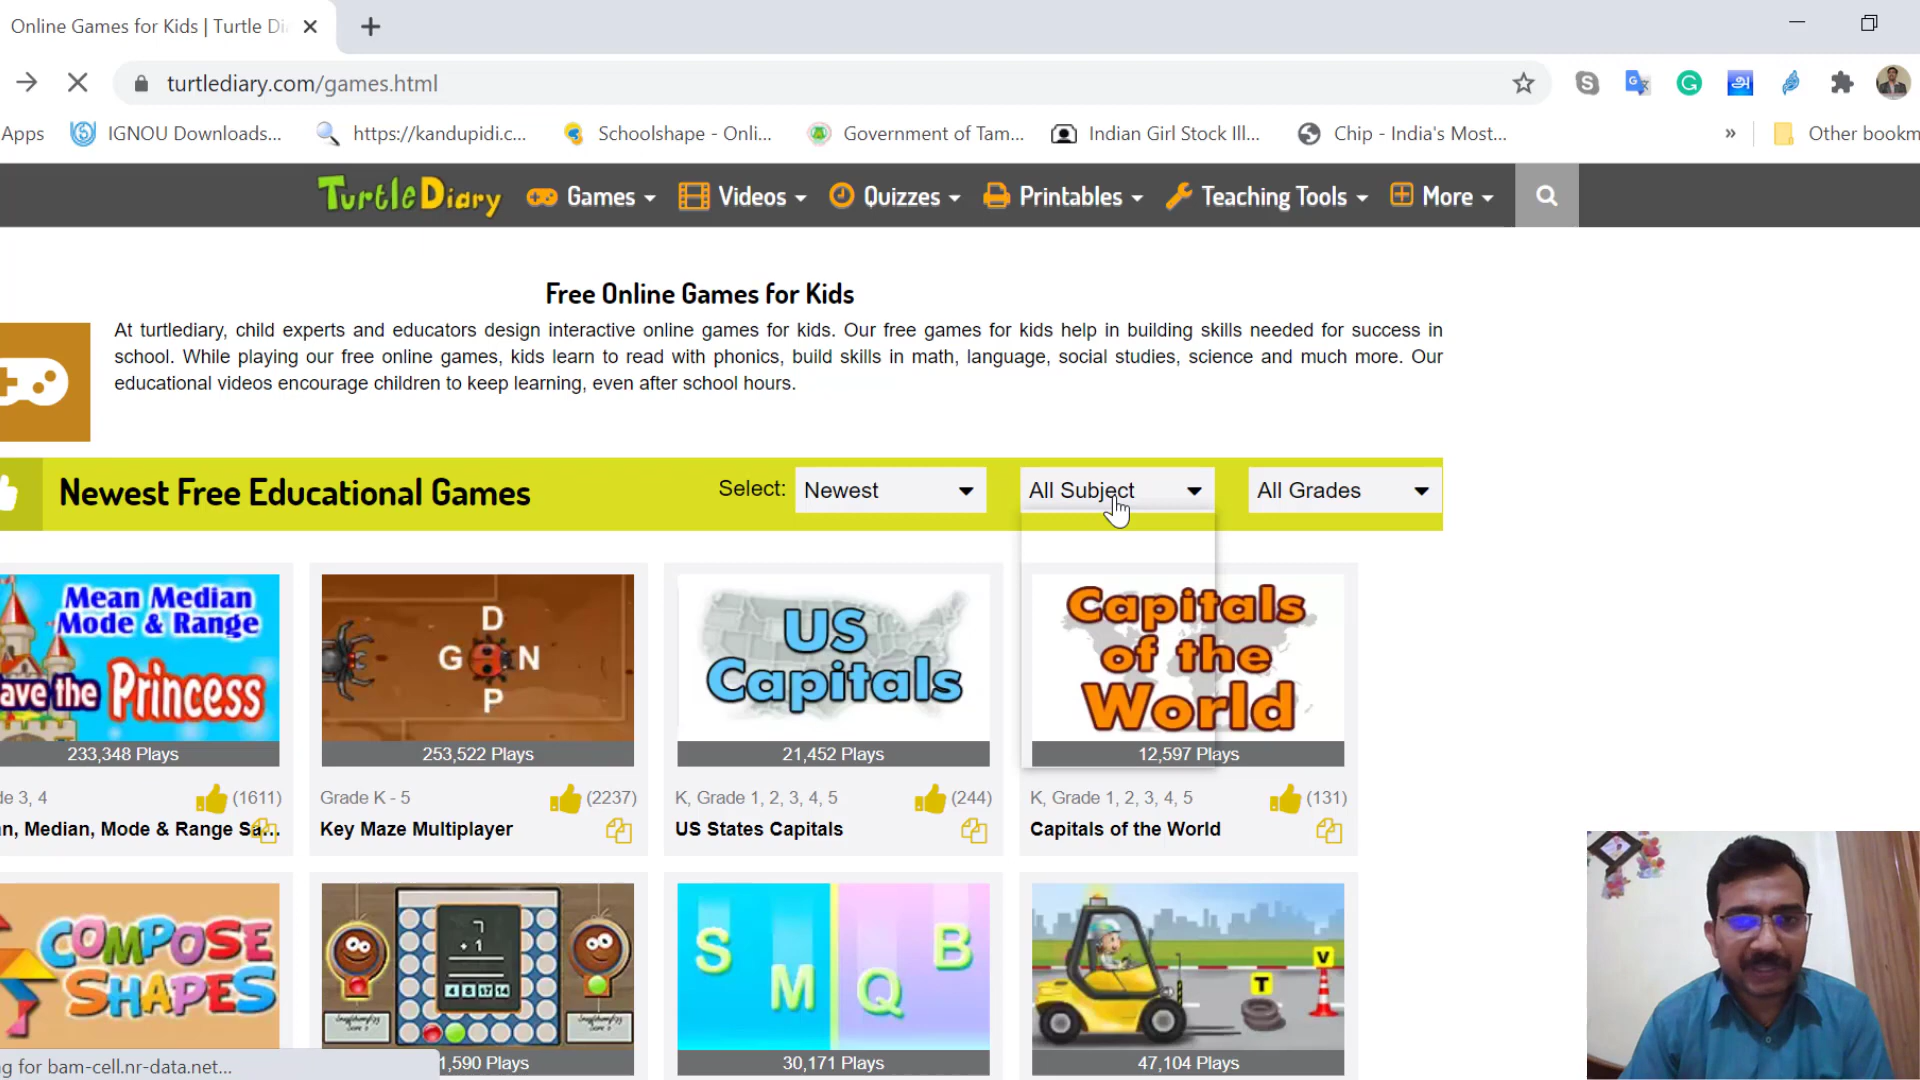 Online Games for Kids | Turtle Di
turtlediary.com/games.html
Apps IGNOU Downloads... https://kandupidi.c... Schoolshape - Onli... Government of Tam... Indian Girl Stock Ill... Chip - India's Most... » Other bookm
TurtleDiary Games Videos Quizzes Printables Teaching Tools More
Free Online Games for Kids
At turtlediary, child experts and educators design interactive online games for kids. Our free games for kids help in building skills needed for success in
school. While playing our free online games, kids learn to read with phonics, build skills in math, language, social studies, science and much more. Our
educational videos encourage children to keep learning, even after school hours.
Newest Free Educational Games Select: Newest All Subject All Grades
Mean Median
Mode & Range
ave the Princess
D
G N
P
US
Capitals
Capitals
of the
World
233,348 Plays 253,522 Plays 21,452 Plays 12,597 Plays
de 3, 4 (1611) Grade K - 5 (2237) K, Grade 1, 2, 3, 4, 5 (244) K, Grade 1, 2, 3, 4, 5 (131)
an, Median, Mode & Range Sa... Key Maze Multiplayer US States Capitals Capitals of the World
COMPOSE
SHAPES
7
+ 1
4 8 17 14
S M Q B
T V
1,590 Plays 30,171 Plays 47,104 Plays
g for bam-cell.nr-data.net...